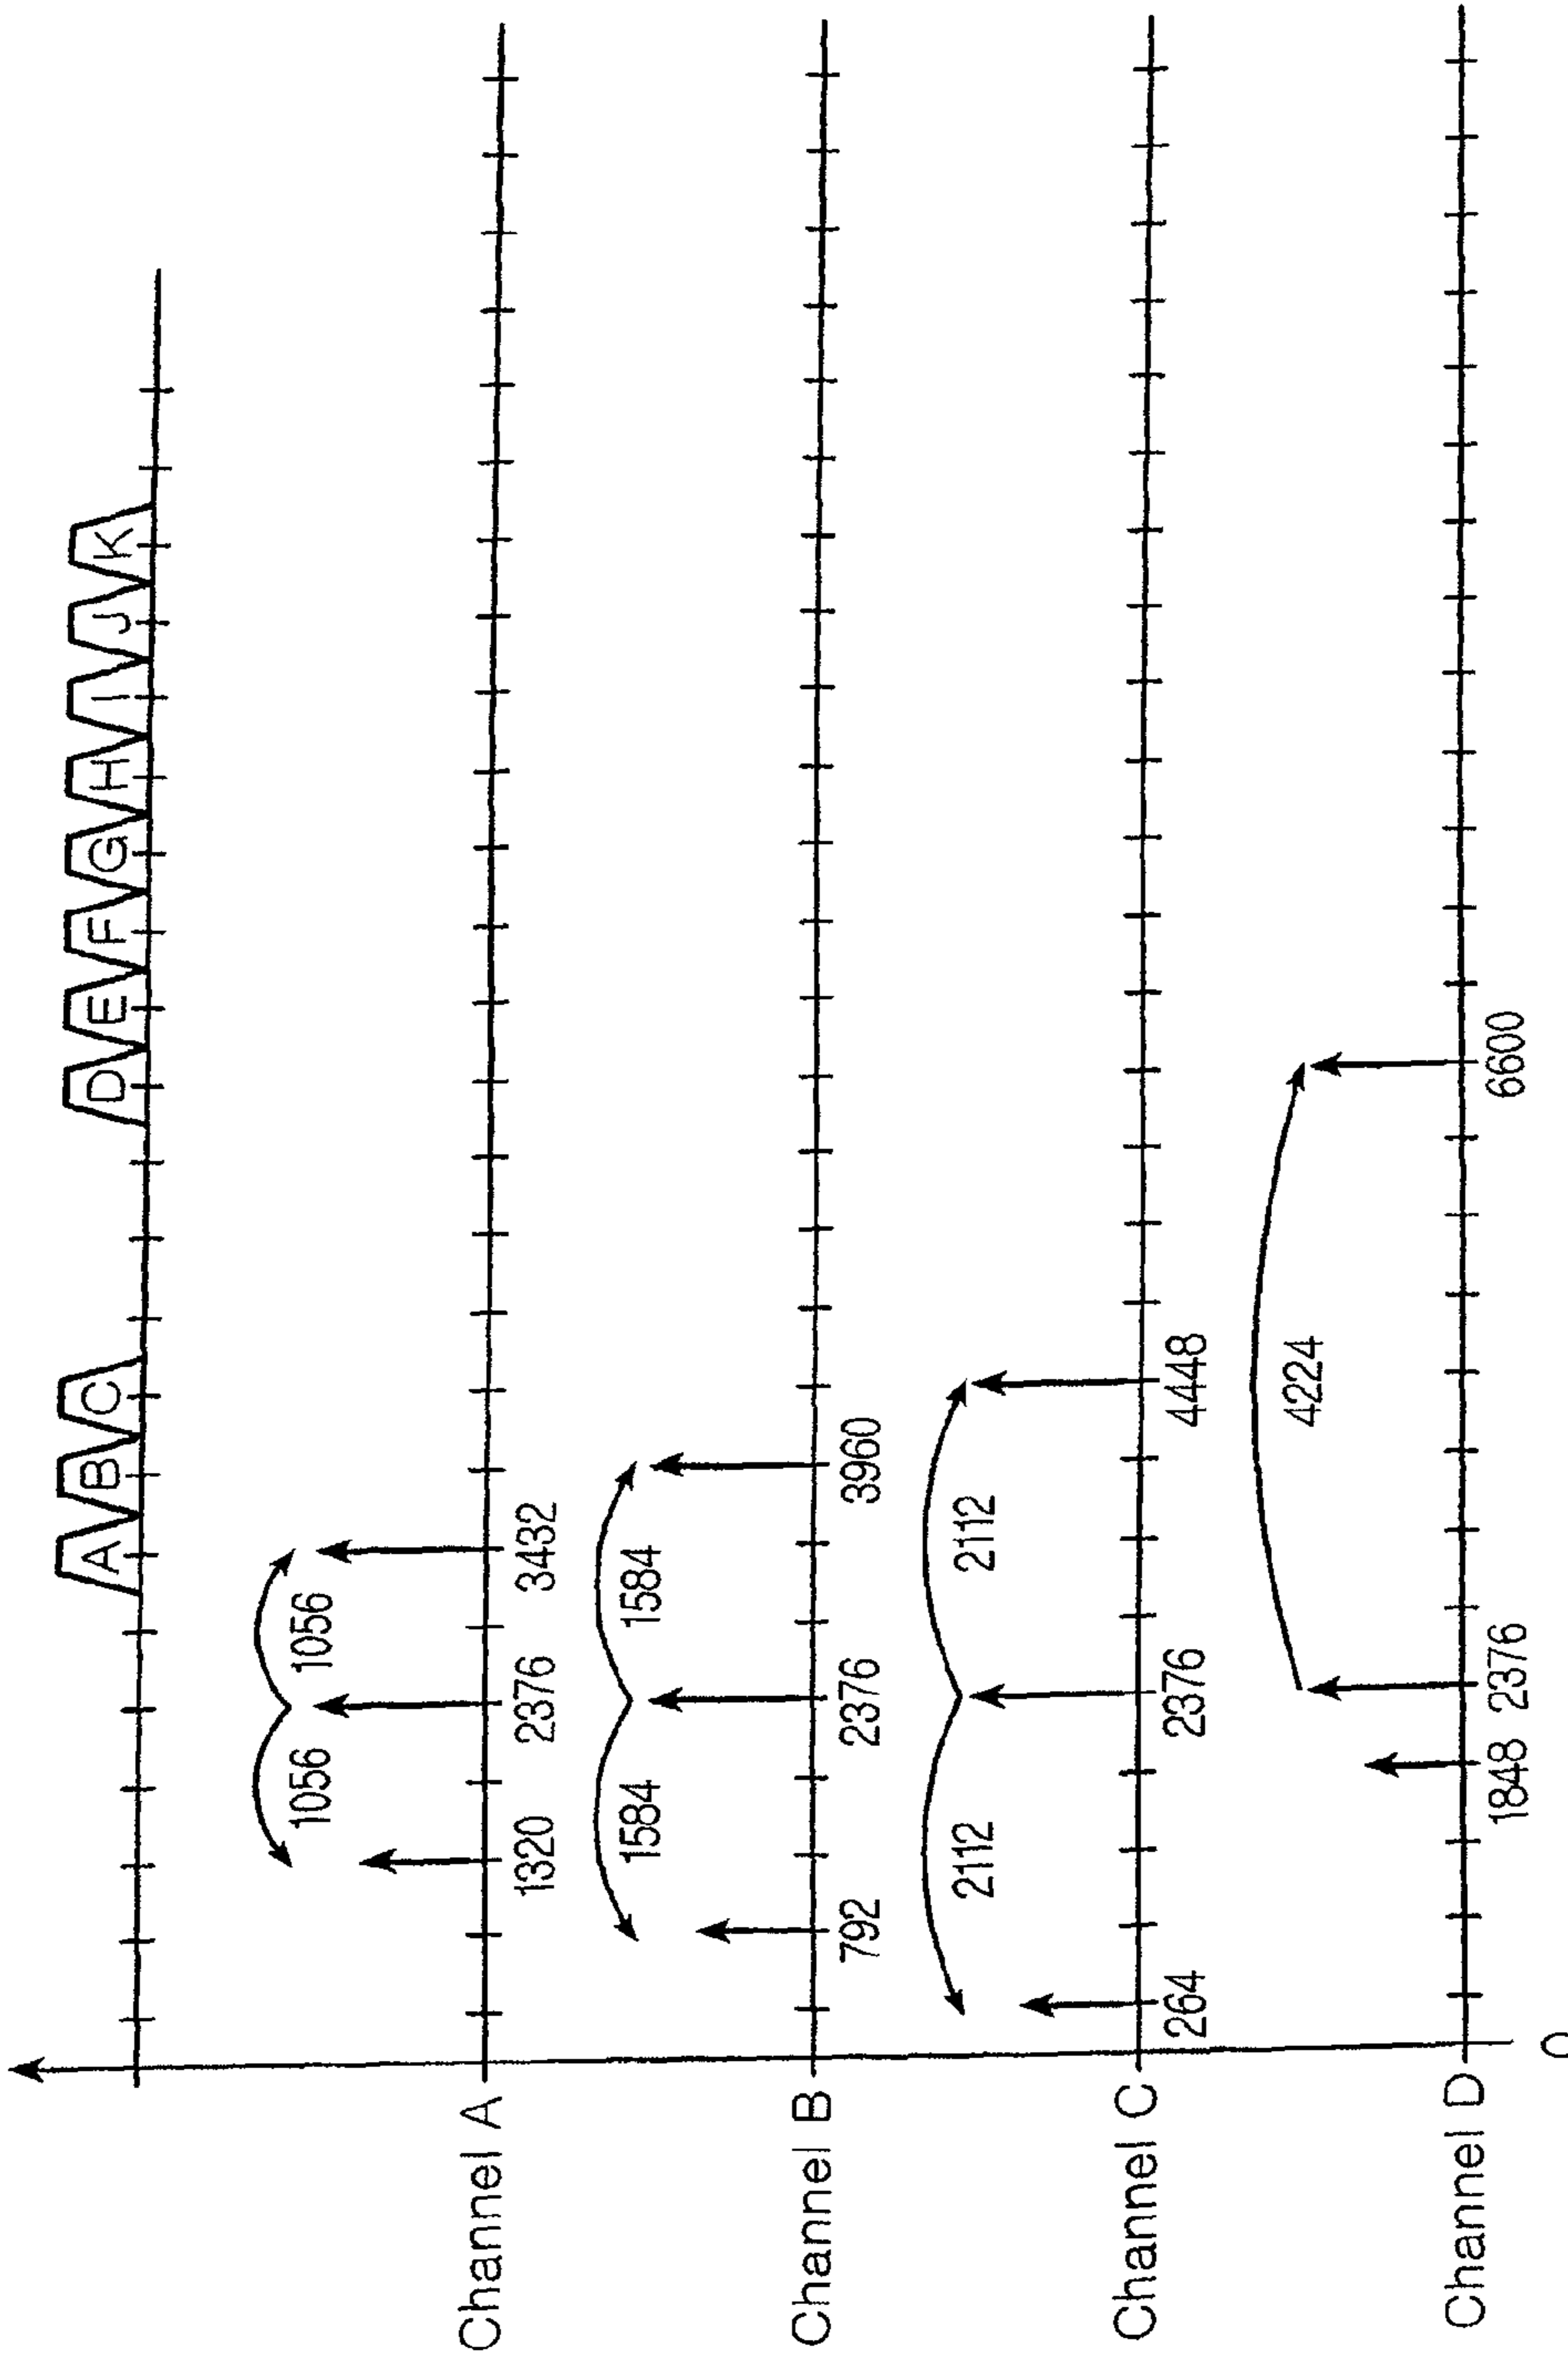 A B C D E F G H I J K
1056 1056
Channel A 1320 2376 3432
1584 1584
Channel B 792 2376 3960
2112 2112
Channel C 264 2376 4448
4224
Channel D 1848 2376 6600
0